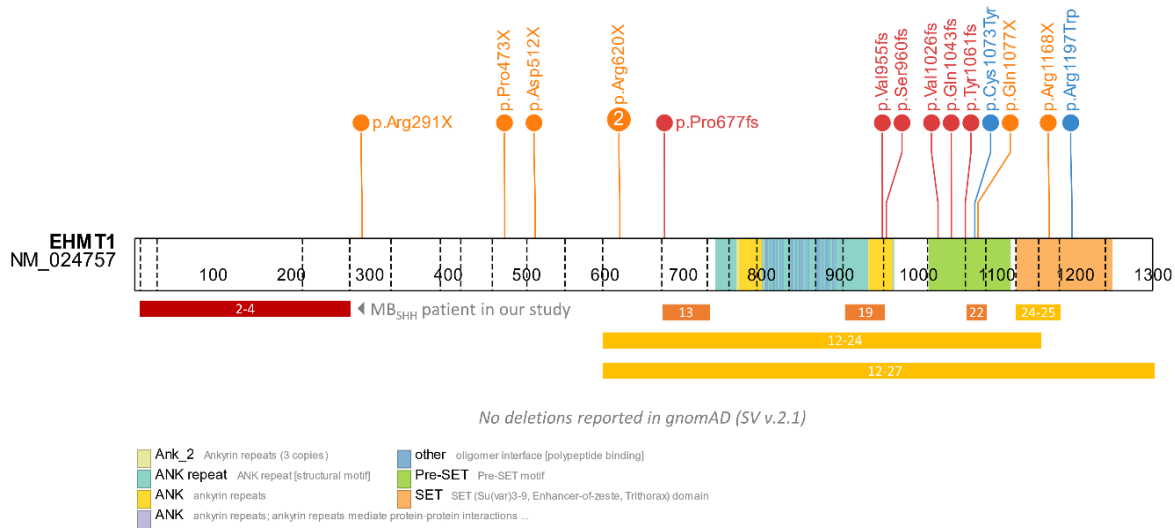 p.Arg291X
p.Pro473X
p.Asp512X
p.Arg620X
2
p.Pro677fs
p.Val955fs
p.Ser960fs
p.Val1026fs
p.Gln1043fs
p.Tyr1061fs
p.Cys1073Tyr
p.Gln1077X
p.Arg1168X
p.Arg1197Trp
EHMT1
NM_024757
100 200 300 400 500 600 700 800 900 1000 1100 1200 1300
2-4
MBSHH patient in our study
13
19
22
24-25
12-24
12-27
No deletions reported in gnomAD (SV v.2.1)
Ank_2 Ankyrin repeats (3 copies)
ANK repeat ANK repeat [structural motif]
ANK ankyrin repeats
ANK ankyrin repeats; ankyrin repeats mediate protein-protein interactions ...
other oligomer interface [polypeptide binding]
Pre-SET Pre-SET motif
SET SET (Su(var)3-9, Enhancer-of-zeste, Trithorax) domain